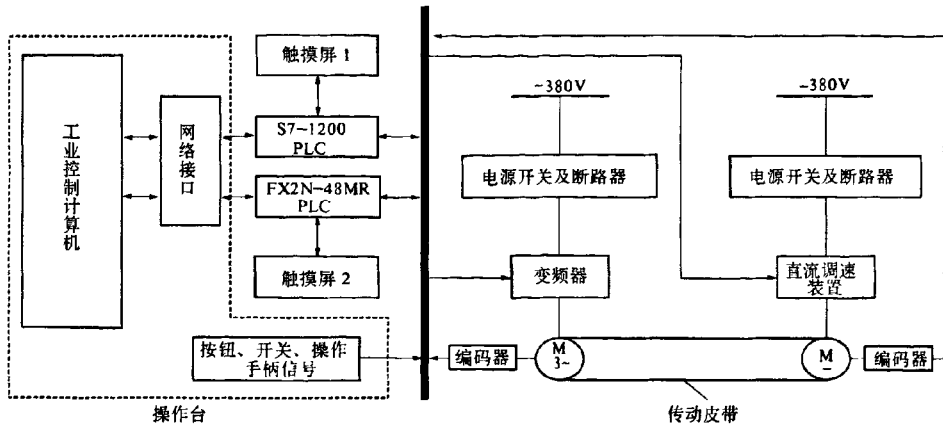 触摸屏 1
~380V
~380V
工业控制计算机
网络接口
S7~1200
PLC
电源开关及断路器
电源开关及断路器
FX2N~48MR
PLC
触摸屏 2
变频器
直流调速
装置
按钮、开关、操作
手柄信号
编码器
M
3~
M
—
编码器
操作台
传动皮带